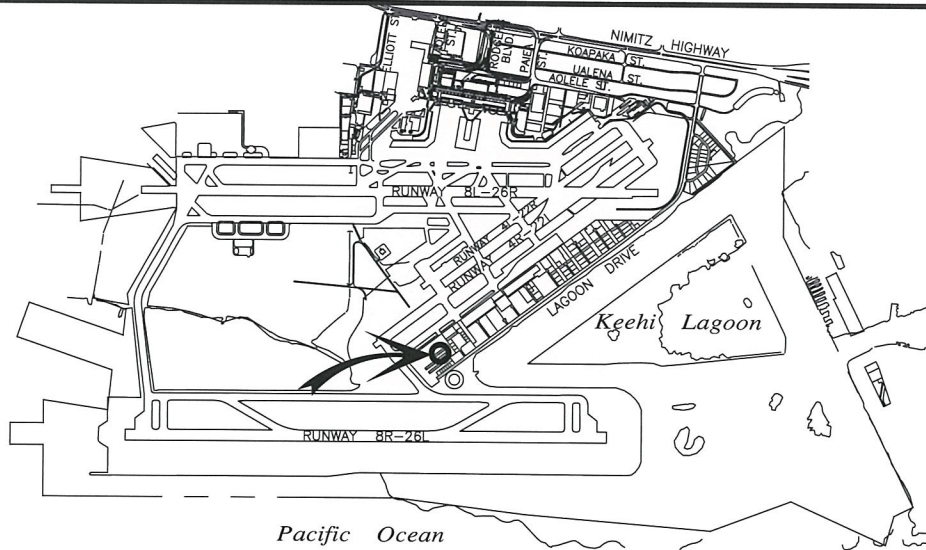 ELLIOTT ST.
RODGERS
BLVD.
PAIEA
ST.
NIMITZ HIGHWAY
KOAPAKA ST.
UALENA ST.
AOLELE ST.
RUNWAY 8L-26R
RUNWAY 4L-22R
RUNWAY 4R-22L
LAGOON DRIVE
Keehi Lagoon
RUNWAY 8R-26L
Pacific Ocean